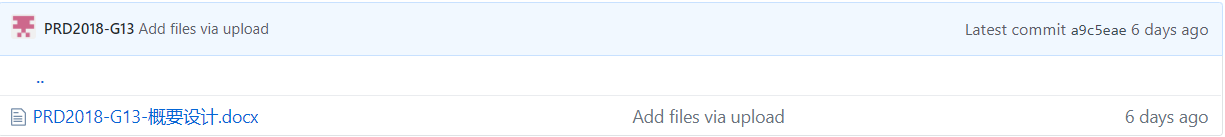 PRD2018-G13 Add files via upload Latest commit a9c5eae 6 days ago
..
PRD2018-G13-概要设计.docx Add files via upload 6 days ago